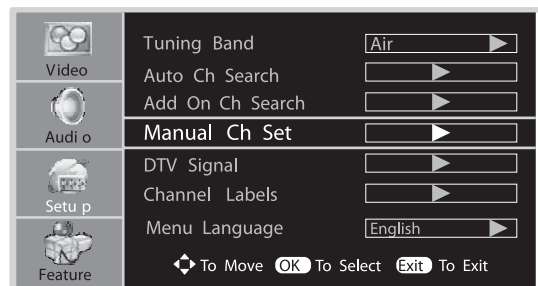 Video
Audi o
Setu p
Feature
Tuning Band Air
Auto Ch Search
Add On Ch Search
Manual Ch Set
DTV Signal
Channel Labels
Menu Language English
To Move OK To Select Exit To Exit